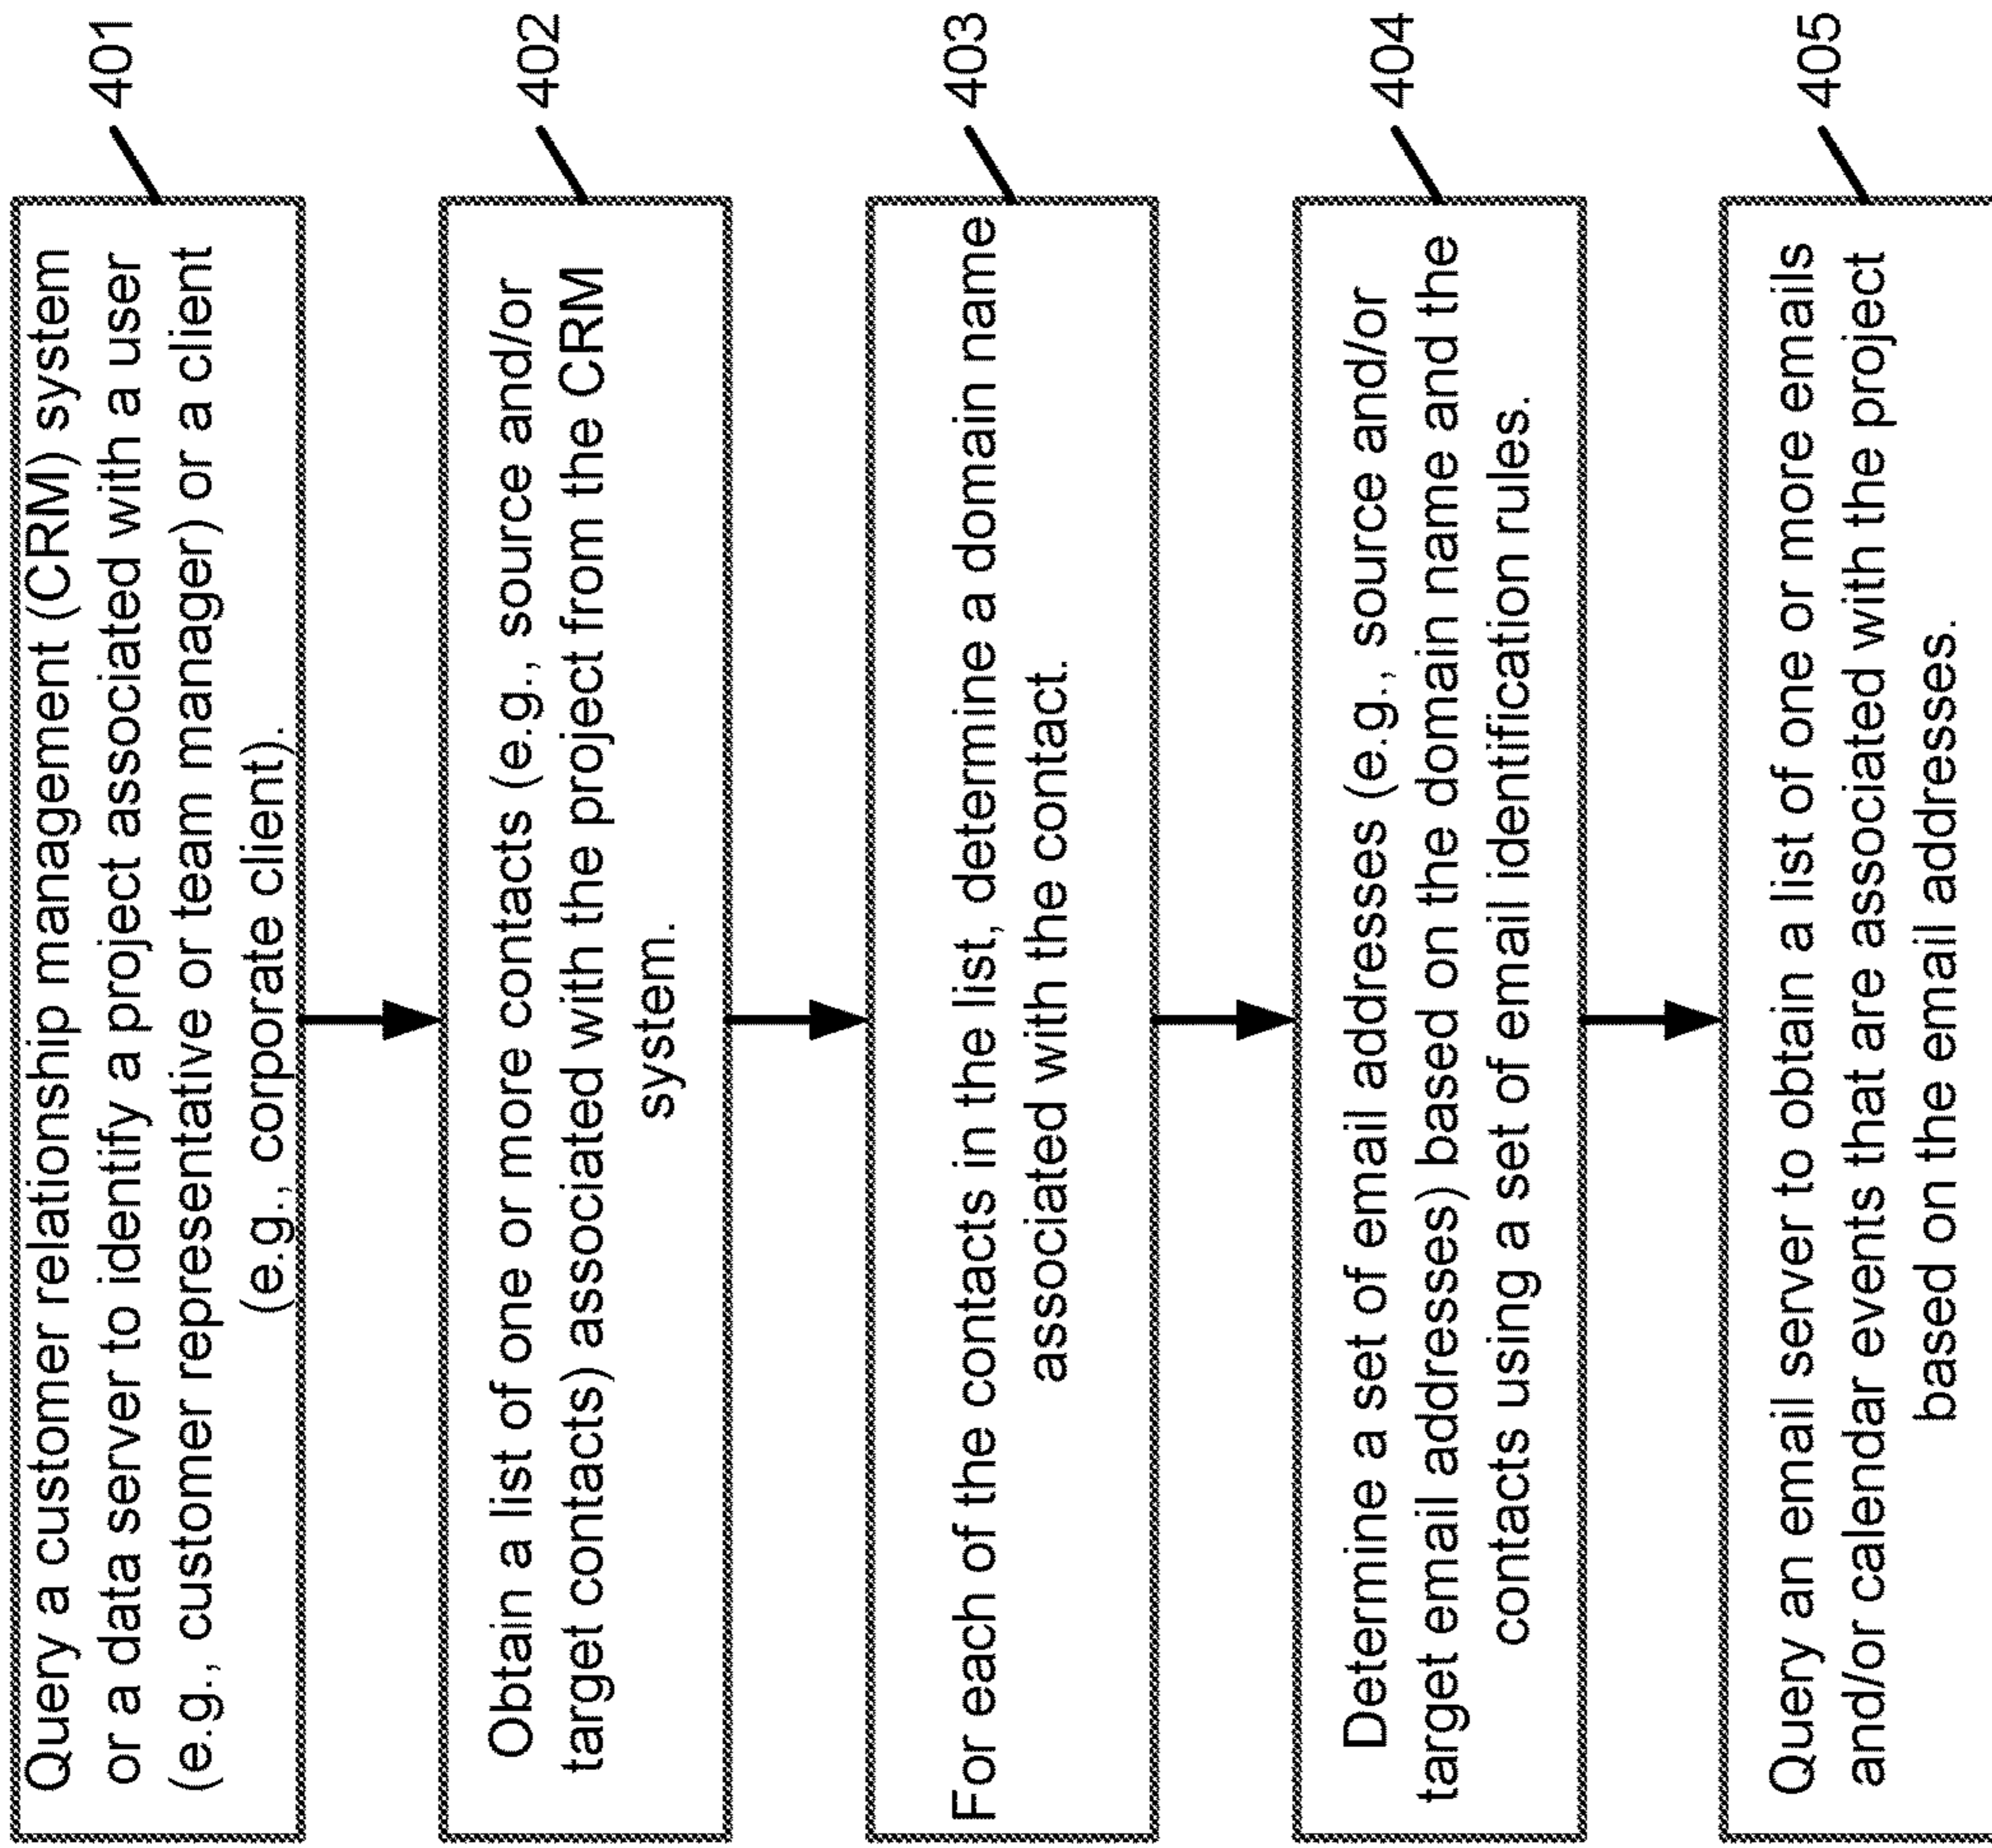 Query a customer relationship management (CRM) system
or a data server to identify a project associated with a user
(e.g., customer representative or team manager) or a client
(e.g., corporate client).
401
Obtain a list of one or more contacts (e.g., source and/or
target contacts) associated with the project from the CRM
system.
402
For each of the contacts in the list, determine a domain name
associated with the contact.
403
Determine a set of email addresses (e.g., source and/or
target email addresses) based on the domain name and the
contacts using a set of email identification rules.
404
Query an email server to obtain a list of one or more emails
and/or calendar events that are associated with the project
based on the email addresses.
405